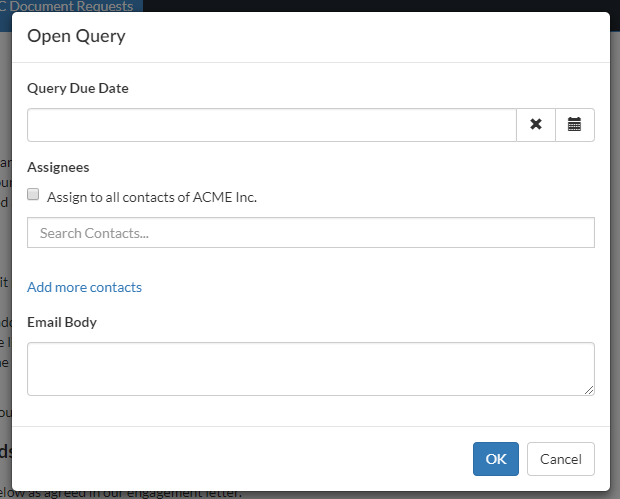 C Document Requests
Open Query
Query Due Date
Assignees
Assign to all contacts of ACME Inc.
Search Contacts...
Add more contacts
Email Body
OK
Cancel
elow as agreed in our engagement letter.